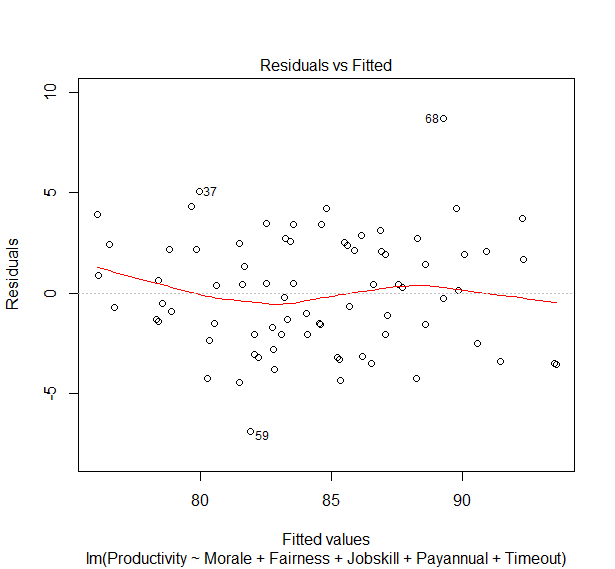 Residuals vs Fitted
Residuals
10
5
0
-5
68
37
59
80
85
90
Fitted values
lm(Productivity ~ Morale + Fairness + Jobskill + Payannual + Timeout)